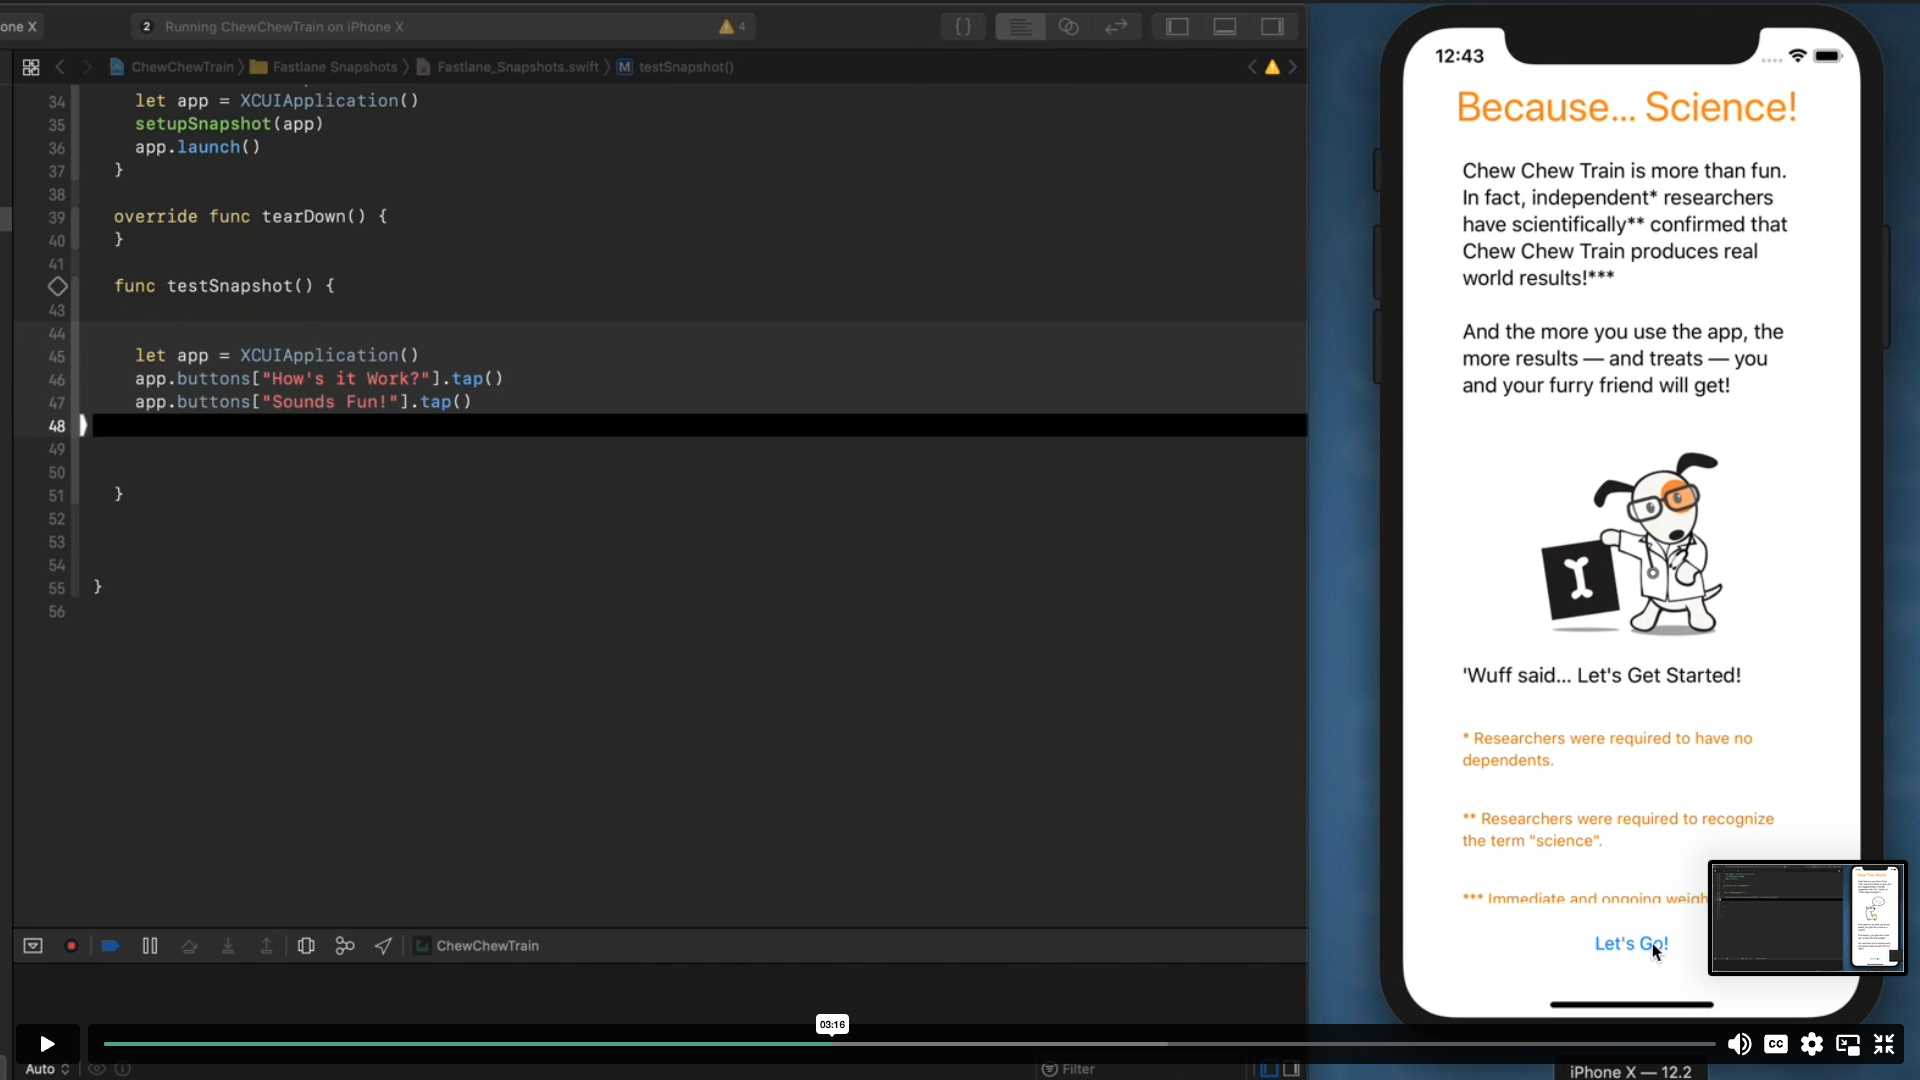 one X
2 Running ChewChewTrain on iPhone X
4
ChewChewTrain
Fastlane Snapshots
Fastlane_Snapshots.swift
M testSnapshot()
34 let app = XCUIApplication()
35 setupSnapshot(app)
36 app.launch()
37 }
38
39 override func tearDown() {
40 }
41
func testSnapshot() {
43
44
45 let app = XCUIApplication()
46 app.buttons["How's it Work?"].tap()
47 app.buttons["Sounds Fun!"].tap()
48
49
50
51 }
52
53
54
55 }
56
ChewChewTrain
12:43
Because... Science!
Chew Chew Train is more than fun.
In fact, independent* researchers
have scientifically** confirmed that
Chew Chew Train produces real
world results!***
And the more you use the app, the
more results — and treats — you
and your furry friend will get!
'Wuff said... Let's Get Started!
* Researchers were required to have no
dependents.
** Researchers were required to recognize
the term "science".
*** Immediate and ongoing weigh
Let's Go!
03:16
CC
Auto
Filter
iPhone X — 12.2